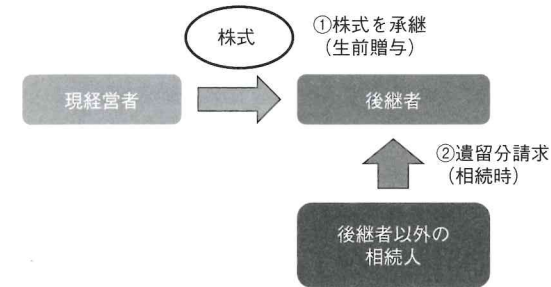 株式
①株式を承継
（生前贈与）
現経営者
後継者
②遺留分請求
（相続時）
後継者以外の
相続人